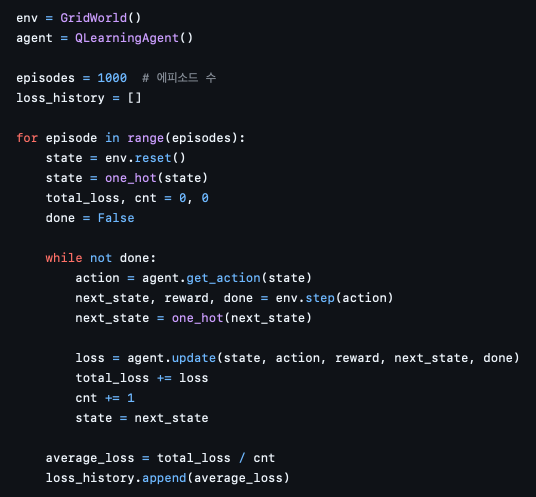 env = GridWorld()
agent = QLearningAgent()

episodes = 1000  # 에피소드 수
loss_history = []

for episode in range(episodes):
    state = env.reset()
    state = one_hot(state)
    total_loss, cnt = 0, 0
    done = False

    while not done:
        action = agent.get_action(state)
        next_state, reward, done = env.step(action)
        next_state = one_hot(next_state)

        loss = agent.update(state, action, reward, next_state, done)
        total_loss += loss
        cnt += 1
        state = next_state

    average_loss = total_loss / cnt
    loss_history.append(average_loss)